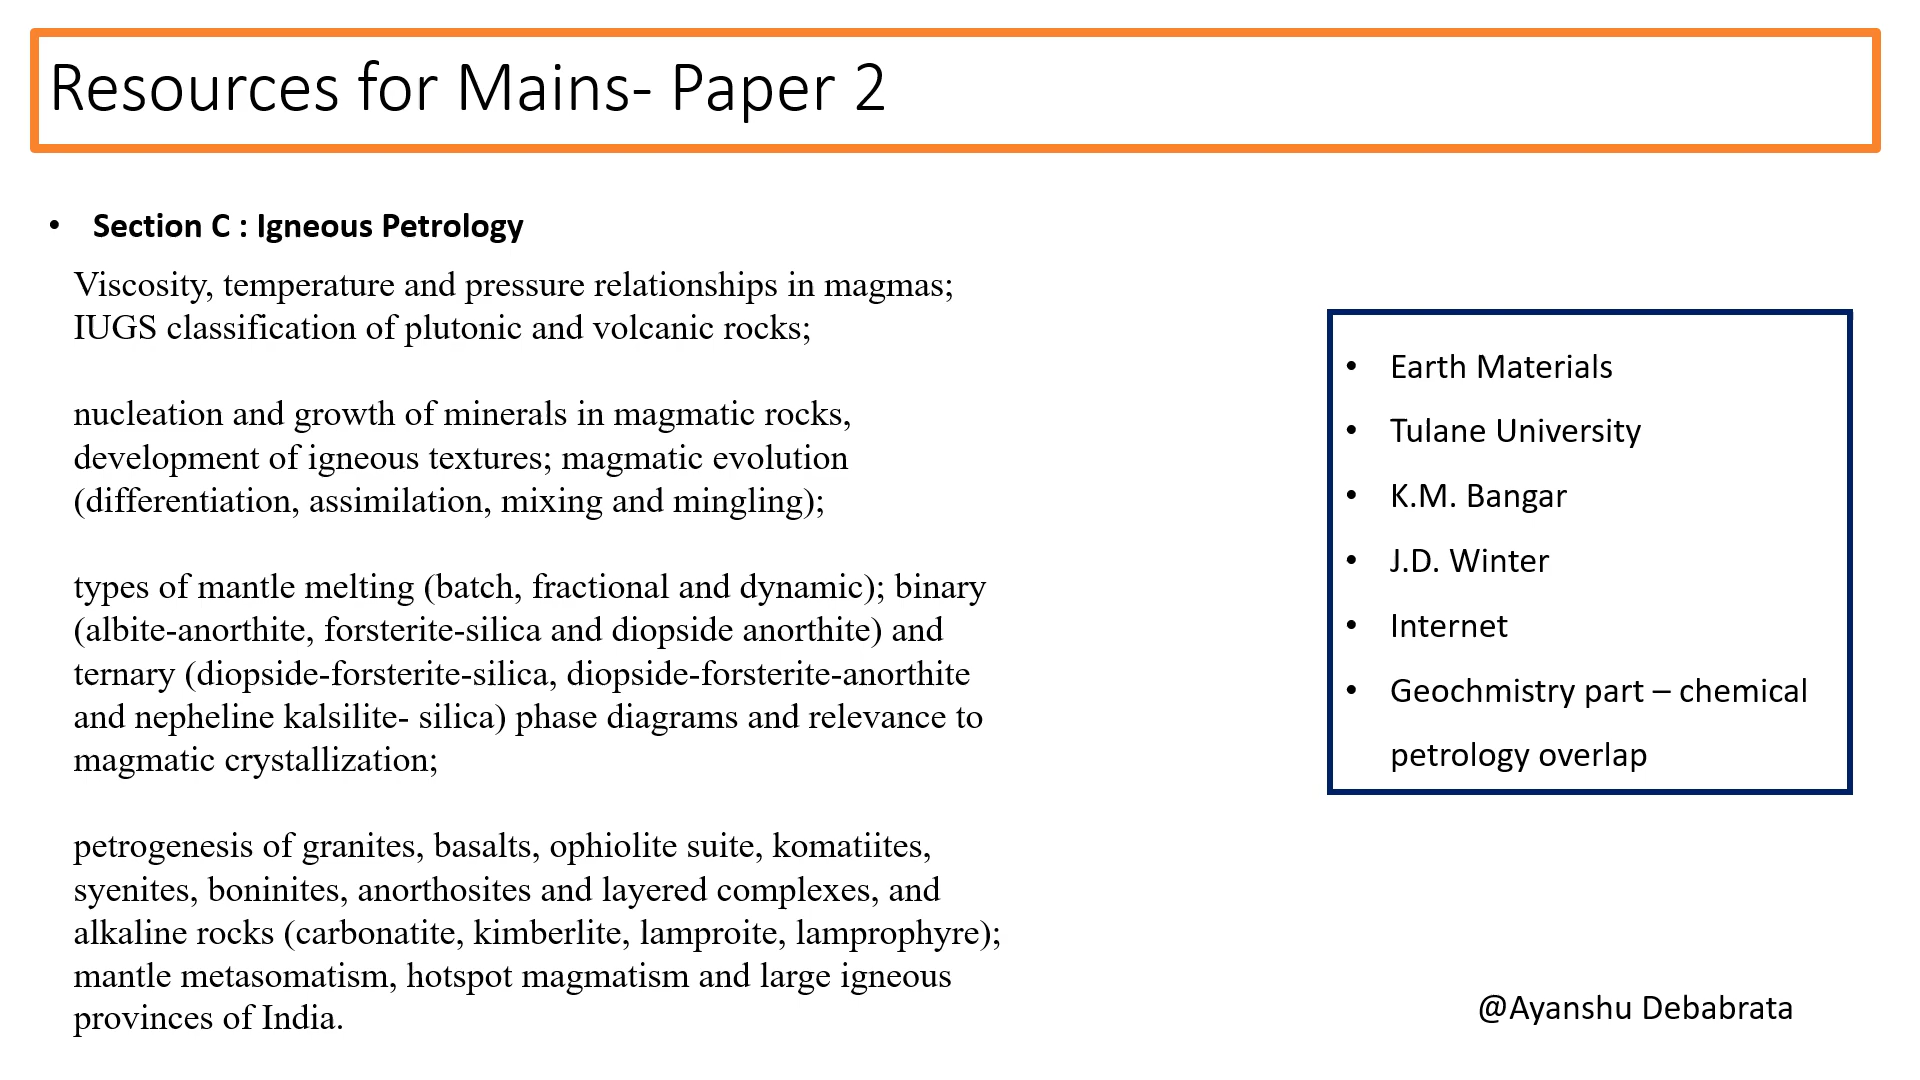 Resources for Mains- Paper 2
• Section C : Igneous Petrology
Viscosity, temperature and pressure relationships in magmas;
IUGS classification of plutonic and volcanic rocks;
nucleation and growth of minerals in magmatic rocks,
development of igneous textures; magmatic evolution
(differentiation, assimilation, mixing and mingling);
types of mantle melting (batch, fractional and dynamic); binary
(albite-anorthite, forsterite-silica and diopside anorthite) and
ternary (diopside-forsterite-silica, diopside-forsterite-anorthite
and nepheline kalsilite- silica) phase diagrams and relevance to
magmatic crystallization;
petrogenesis of granites, basalts, ophiolite suite, komatiites,
syenites, boninites, anorthosites and layered complexes, and
alkaline rocks (carbonatite, kimberlite, lamproite, lamprophyre);
mantle metasomatism, hotspot magmatism and large igneous
provinces of India.
• Earth Materials
• Tulane University
• K.M. Bangar
• J.D. Winter
• Internet
• Geochmistry part – chemical
petrology overlap
@Ayanshu Debabrata